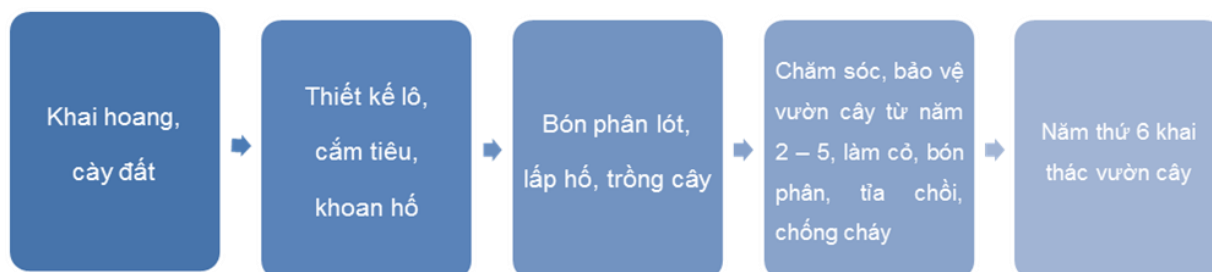 Khai hoang,
cày đất
Thiết kế lô,
cắm tiêu,
khoan hố
Bón phân lót,
lấp hố, trồng cây
Chăm sóc, bảo vệ
vườn cây từ năm
2 – 5, làm cỏ, bón
phân, tỉa chồi,
chống cháy
Năm thứ 6 khai
thác vườn cây